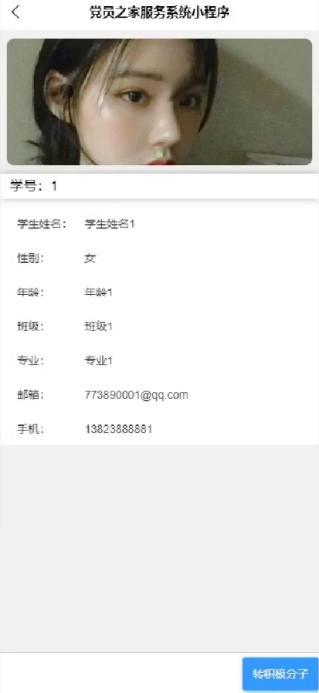 党员之家服务系统小程序
学号：1
学生姓名： 学生姓名1
性别： 女
年龄： 年龄1
班级： 班级1
专业： 专业1
邮箱： 773890001@qq.com
手机： 13823888881
转积极分子